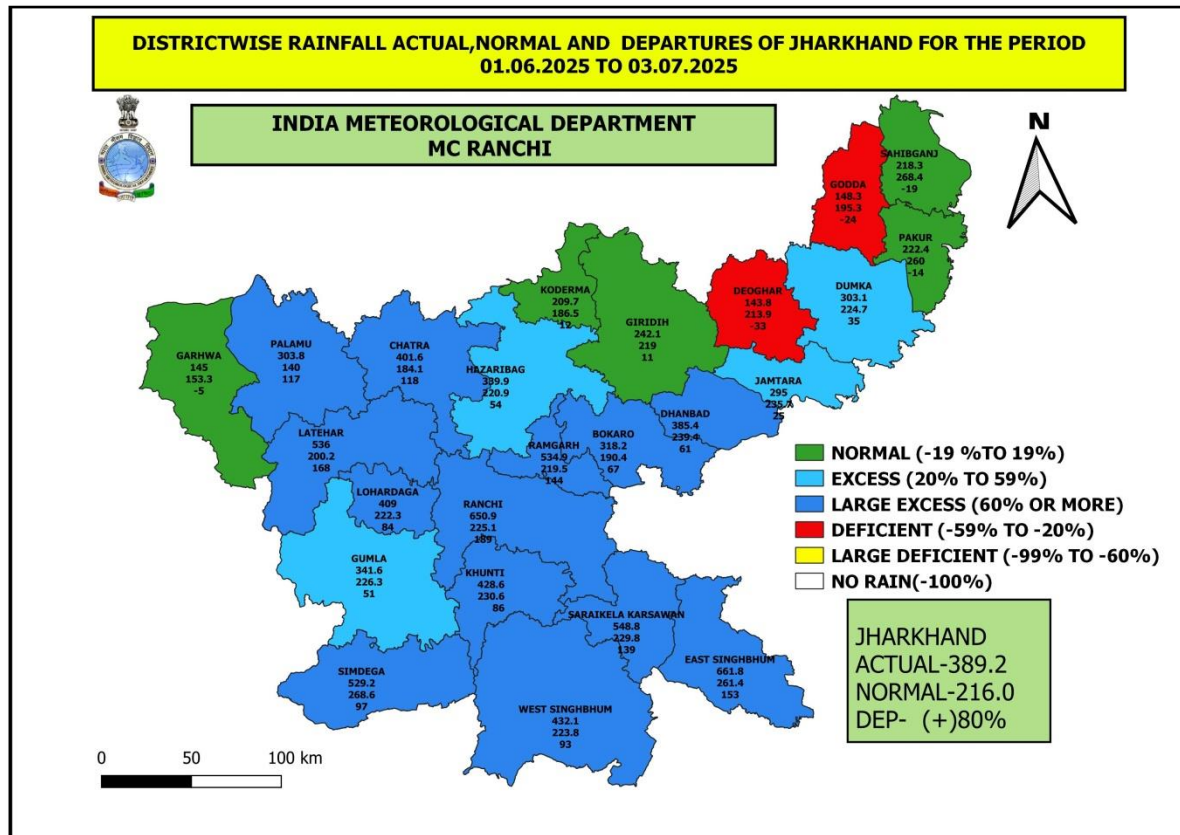 DISTRICTWISE RAINFALL ACTUAL,NORMAL AND DEPARTURES OF JHARKHAND FOR THE PERIOD
01.06.2025 TO 03.07.2025
INDIA METEOROLOGICAL DEPARTMENT
MC RANCHI
N
SAHIBGANJ
218.3
268.4
-19
GODDA
148.3
195.3
-24
PAKUR
222.4
260
-14
DUMKA
303.1
224.7
35
DEOGHAR
143.8
213.9
-33
KODERMA
209.7
186.5
12
GIRIDIH
242.1
219
11
GARHWA
145
153.3
-5
PALAMU
303.8
140
117
CHATRA
401.6
184.1
118
HAZARIBAG
339.9
220.9
54
JAMTARA
295
235.7
25
DHANBAD
385.4
239.4
61
BOKARO
318.2
190.4
67
RAMGARH
534.9
219.5
144
LATEHAR
536
200.2
168
LOHARDAGA
409
222.3
84
RANCHI
650.9
225.1
189
GUMLA
341.6
226.3
51
KHUNTI
428.6
230.6
86
SARAIKELA KARSAWAN
548.8
229.8
139
EAST SINGHBHUM
661.8
261.4
153
SIMDEGA
529.2
268.6
97
WEST SINGHBHUM
432.1
223.8
93
NORMAL (-19 %TO 19%)
EXCESS (20% TO 59%)
LARGE EXCESS (60% OR MORE)
DEFICIENT (-59% TO -20%)
LARGE DEFICIENT (-99% TO -60%)
NO RAIN(-100%)
JHARKHAND
ACTUAL-389.2
NORMAL-216.0
DEP- (+)80%
0 50 100 km